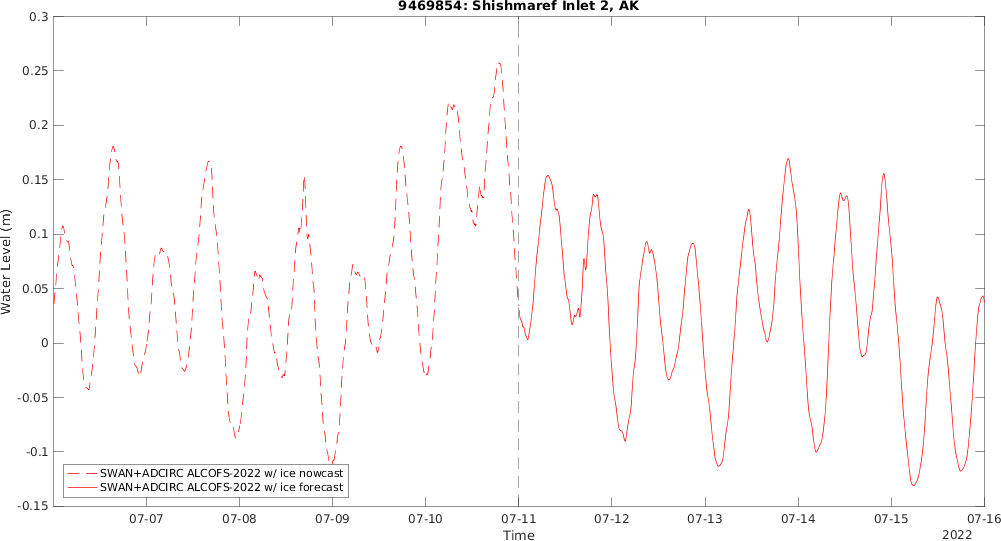 9469854: Shishmaref Inlet 2, AK
0.3
0.25
0.2
0.15
0.1
0.05
0
-0.05
-0.1
-0.15
Water Level (m)
SWAN+ADCIRC ALCOFS-2022 w/ ice nowcast
SWAN+ADCIRC ALCOFS-2022 w/ ice forecast
07-07 07-08 07-09 07-10 07-11 07-12 07-13 07-14 07-15 07-16
Time
2022